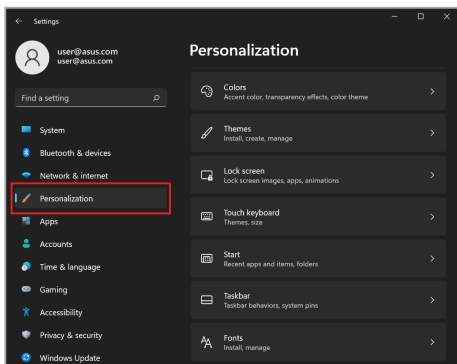 Settings
user@asus.com
user@asus.com
Find a setting
System
Bluetooth & devices
Network & internet
Personalization
Apps
Accounts
Time & language
Gaming
Accessibility
Privacy & security
Windows Update
Personalization
Colors
Accent color, transparency effects, color theme
Themes
Install, create, manage
Lock screen
Lock screen images, apps, animations
Touch keyboard
Themes, size
Start
Recent apps and items, folders
Taskbar
Taskbar behaviors, system pins
Fonts
Install, manage